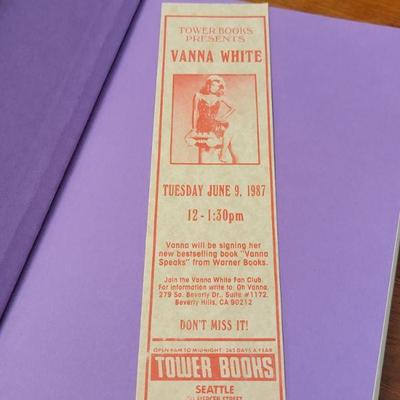 TOWER BOOKS
PRESENTS
VANNA WHITE
TUESDAY JUNE 9, 1987
12-1:30pm
Vanna will be signing her
new bestselling book "Vanna
Speaks" from Warner Books.
Join the Vanna White Fan Club.
For information write to: Oh Vanna,
279 So. Beverly Dr., Suite #1172,
Beverly Hills, CA 90212
DON'T MISS IT!
OPEN 9AM TO MIDNIGHT · 365 DAYS A YEAR
TOWER BOOKS
SEATTLE
MERCER STREET